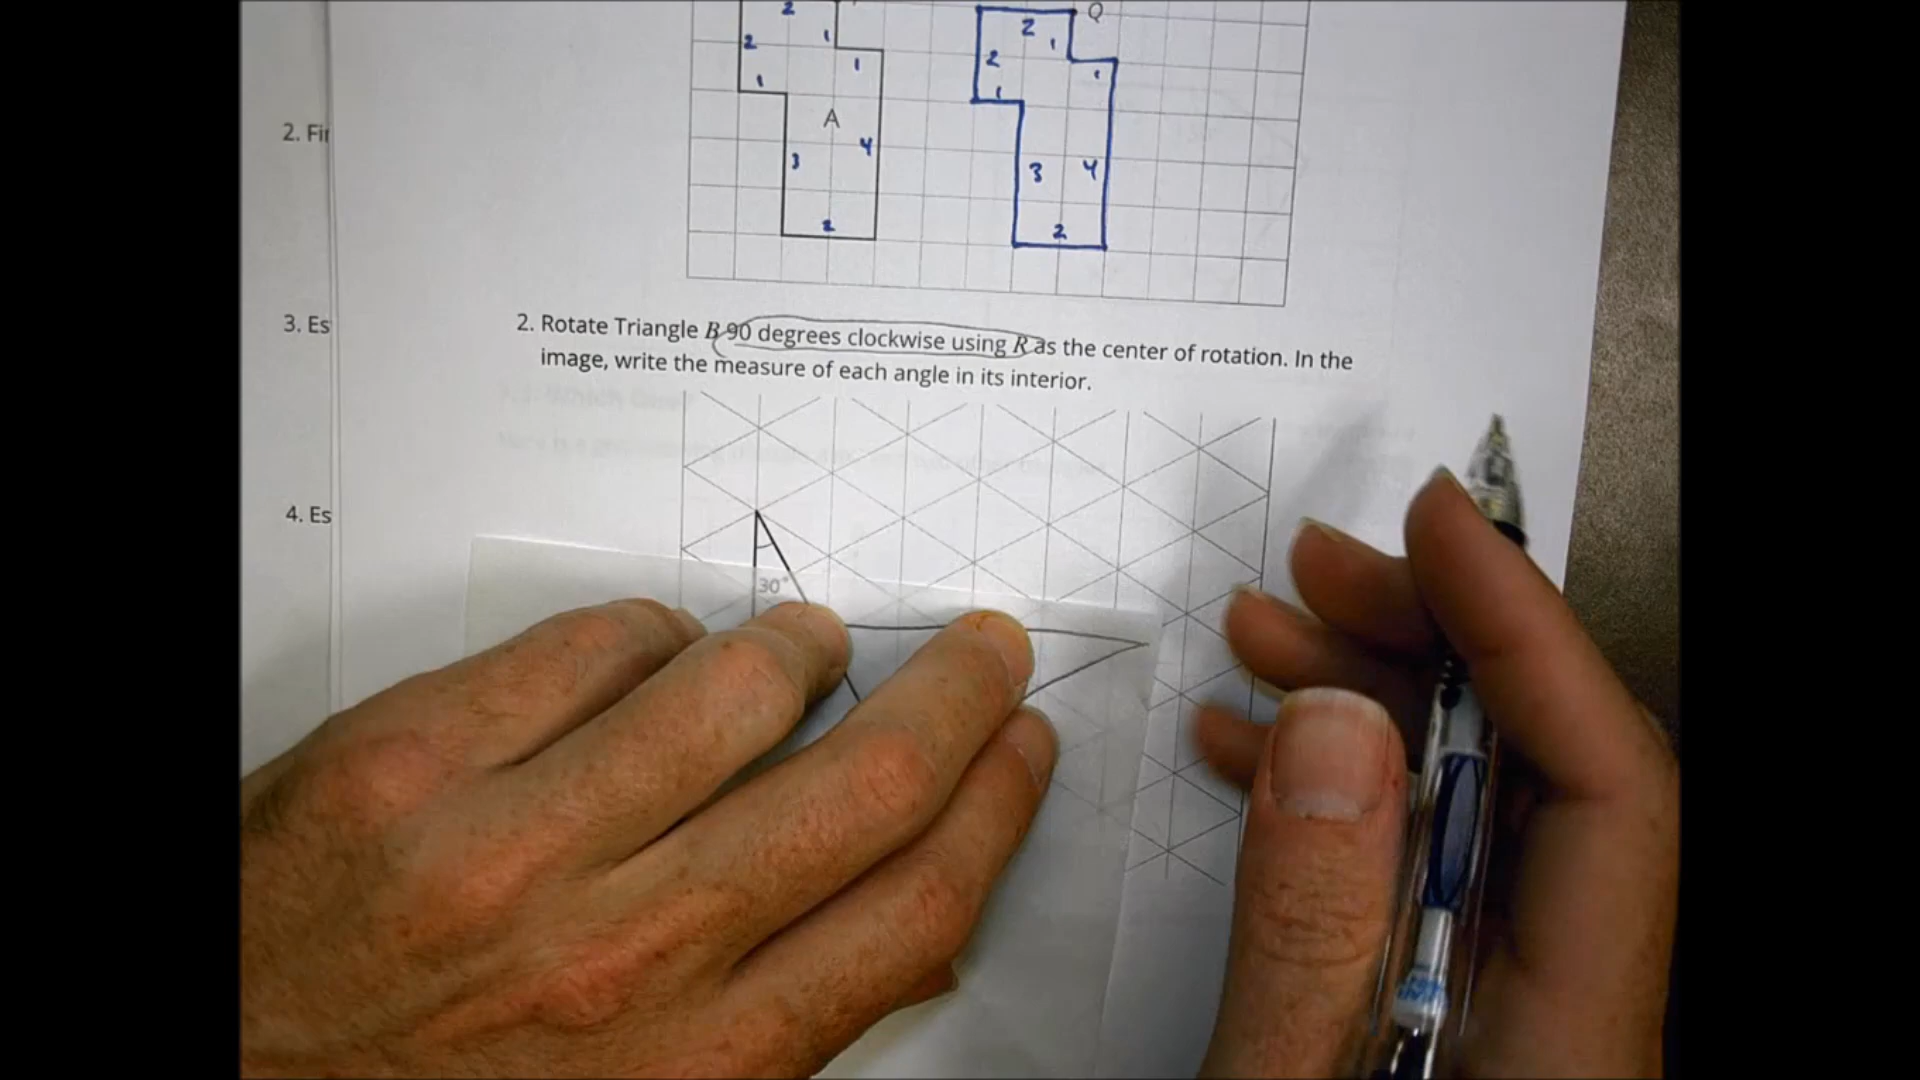 2 2 Q
2 1 2 1
1 2 1
1 1
A
2. Fin
3 4 3 4
2 2
3. Es
2. Rotate Triangle B 90 degrees clockwise using R as the center of rotation. In the
image, write the measure of each angle in its interior.
4. Es
30°